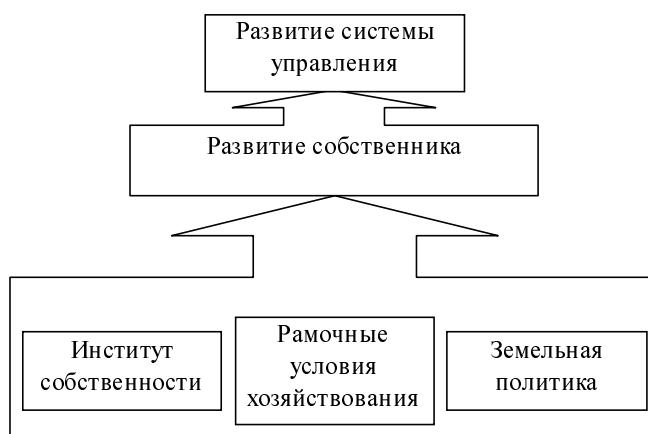 Развитие системы
управления
Развитие собственника
Институт
собственности
Рамочные
условия
хозяйствования
Земельная
политика